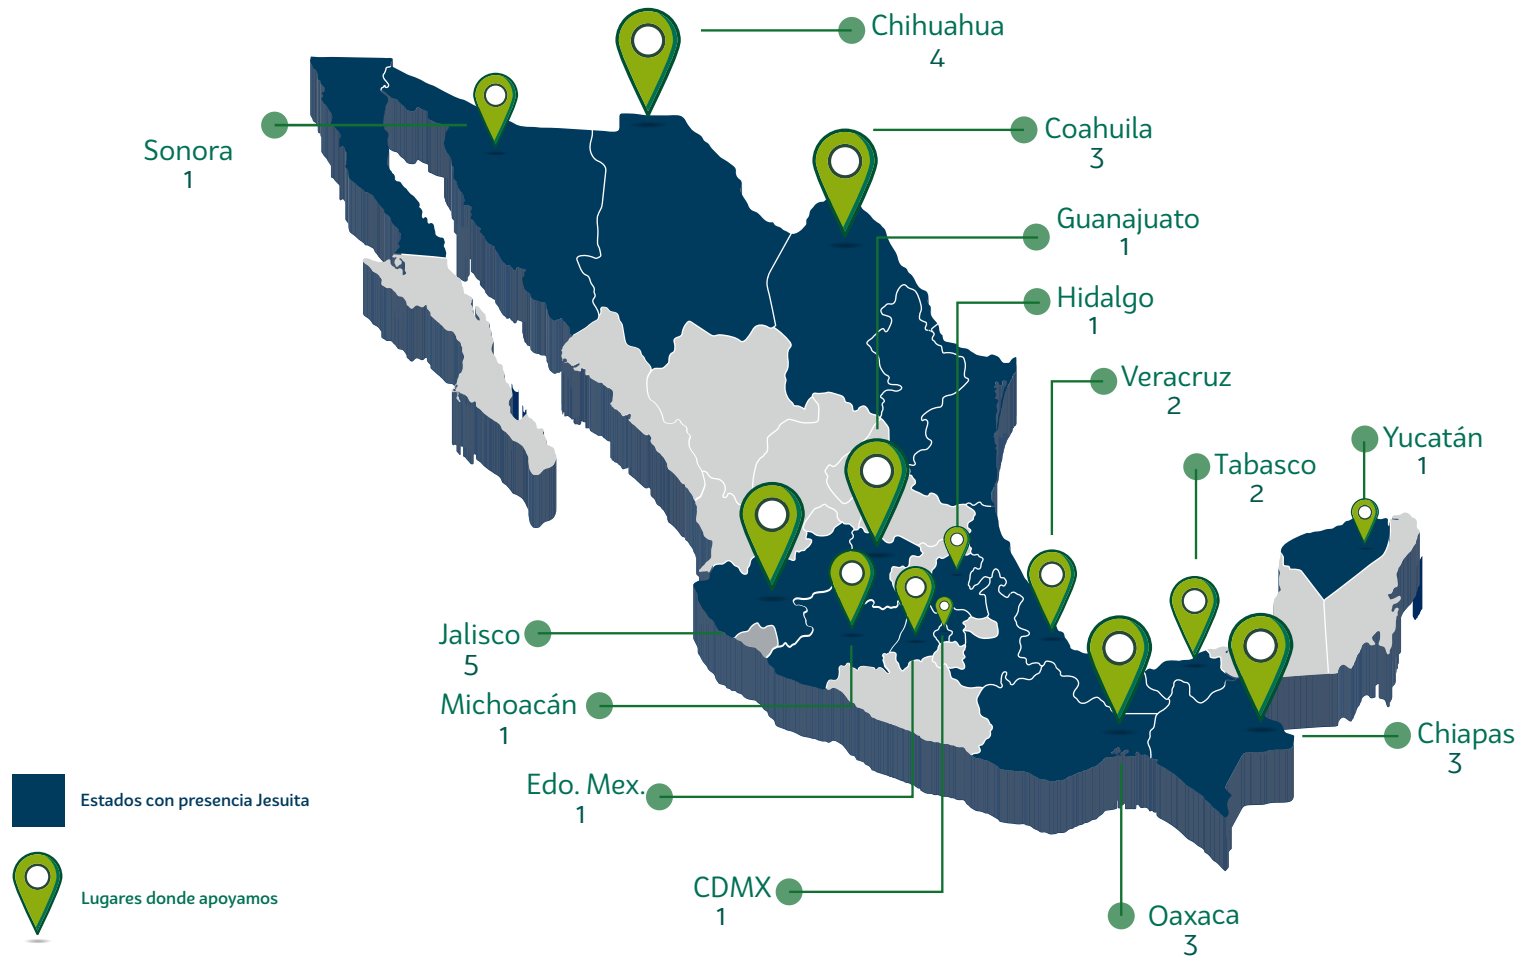 Chihuahua
4
Coahuila
3
Sonora
1
Guanajuato
1
Hidalgo
1
Veracruz
2
Yucatán
1
Tabasco
2
Jalisco
5
Michoacán
1
Chiapas
3
Edo. Mex.
1
Estados con presencia Jesuita
CDMX
1
Lugares donde apoyamos
Oaxaca
3